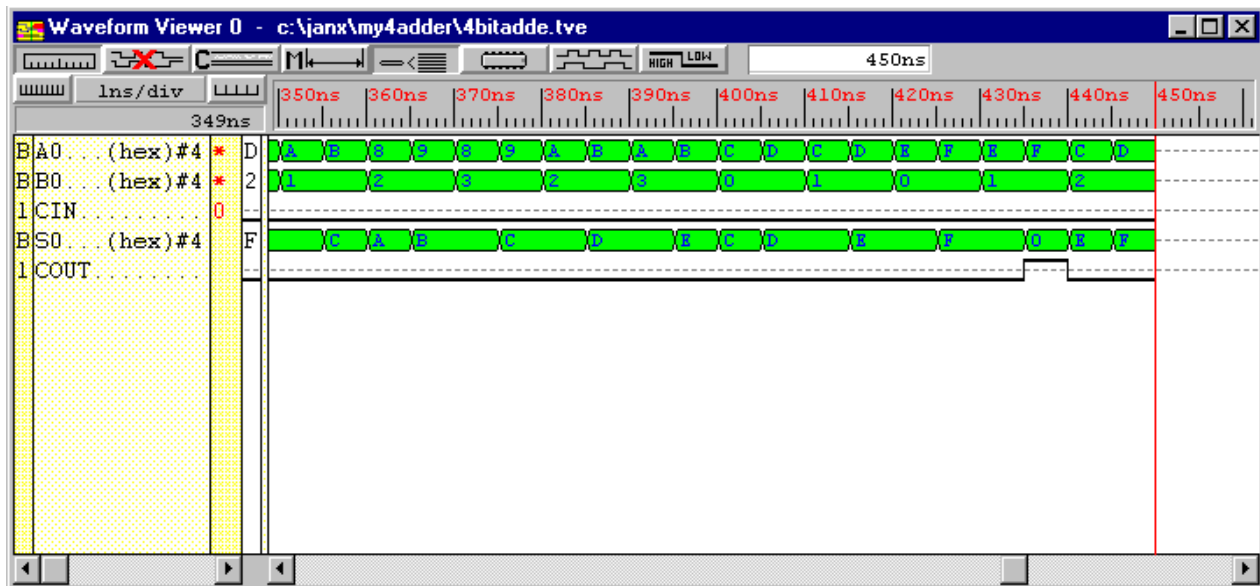 Waveform Viewer 0 - c:\janx\my4adder\4bitadde.tve
C M HIGH LOW 450ns
1ns/div 350ns 360ns 370ns 380ns 390ns 400ns 410ns 420ns 430ns 440ns 450ns
349ns
B A0...(hex)#4 * D A B 8 9 8 9 A B A B C D C D E F E F C D
B B0...(hex)#4 * 2 1 2 3 2 3 0 1 0 1 2
1 CIN......... 0
B S0...(hex)#4 F C A B C D E C D E F 0 E F
1 COUT........